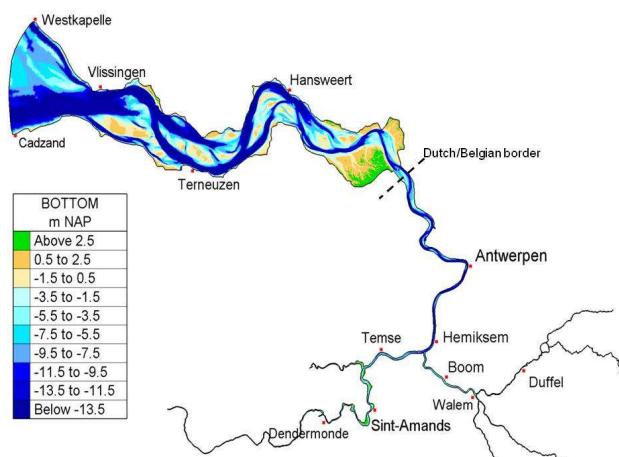 Westkapelle
Vlissingen
Hansweert
Cadzand
Terneuzen
Dutch/Belgian border
BOTTOM
m NAP
Above 2.5
0.5 to 2.5
-1.5 to 0.5
-3.5 to -1.5
-5.5 to -3.5
-7.5 to -5.5
-9.5 to -7.5
-11.5 to -9.5
-13.5 to -11.5
Below -13.5
Antwerpen
Temse
Hemiksem
Boom
Duffel
Walem
Sint-Amands
Dendermonde